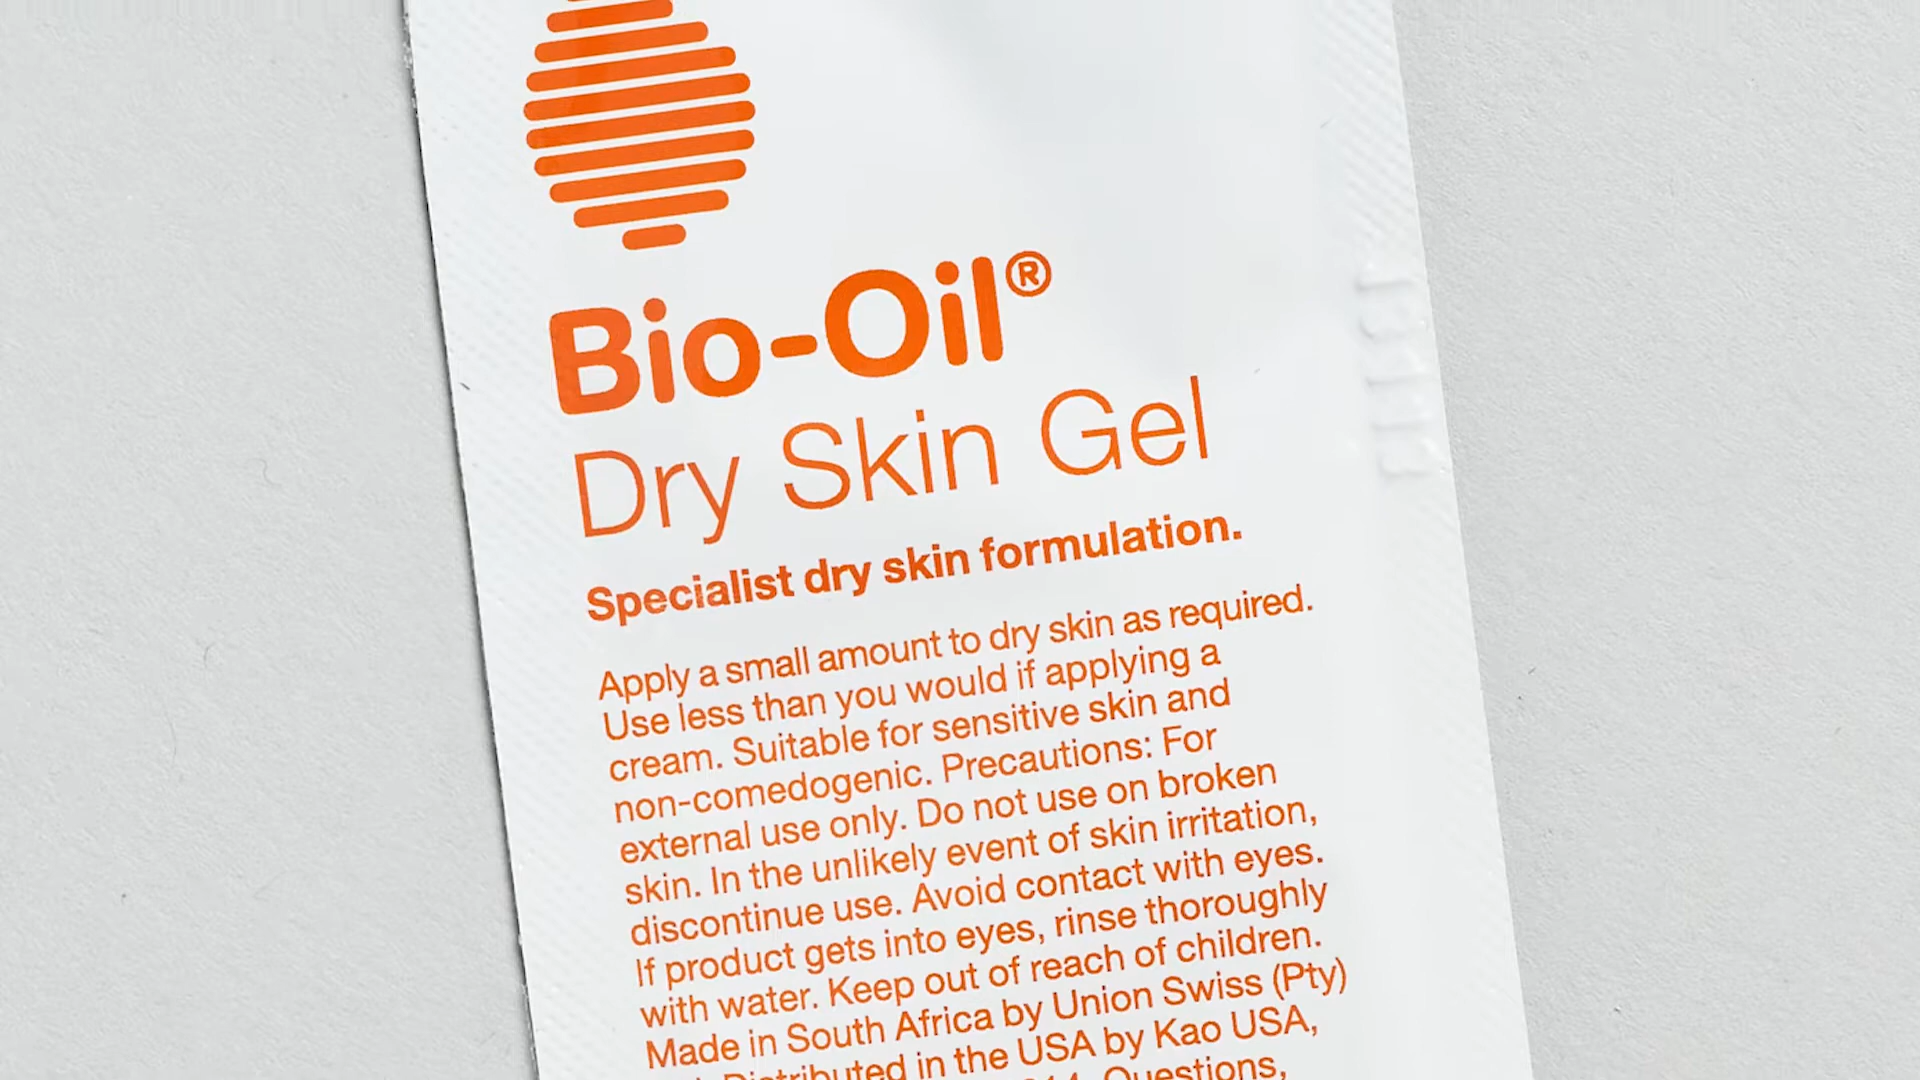 Bio-Oil®
Dry Skin Gel
Specialist dry skin formulation.
Apply a small amount to dry skin as required.
Use less than you would if applying a
cream. Suitable for sensitive skin and
non-comedogenic. Precautions: For
external use only. Do not use on broken
skin. In the unlikely event of skin irritation,
discontinue use. Avoid contact with eyes.
If product gets into eyes, rinse thoroughly
with water. Keep out of reach of children.
Made in South Africa by Union Swiss (Pty)
Distributed in the USA by Kao USA,
Questions,